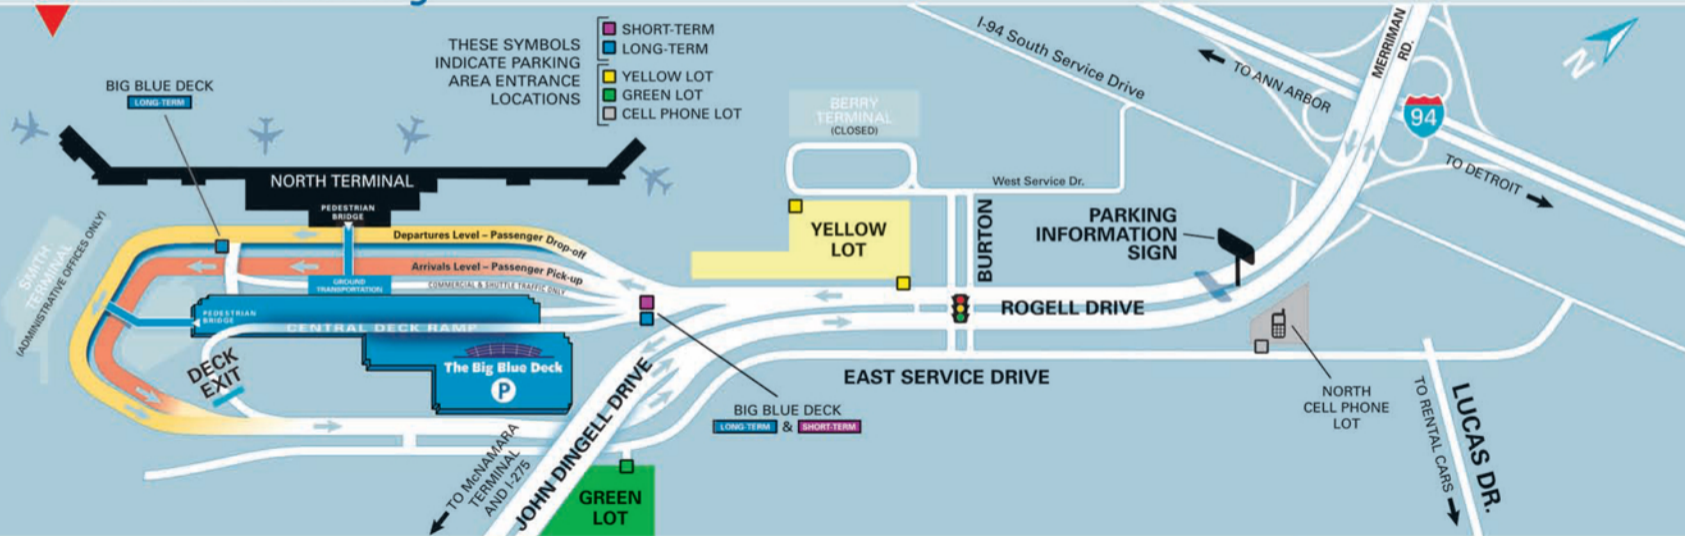 THESE SYMBOLS
INDICATE PARKING
AREA ENTRANCE
LOCATIONS
SHORT-TERM
LONG-TERM
YELLOW LOT
GREEN LOT
CELL PHONE LOT
BIG BLUE DECK
LONG-TERM
NORTH TERMINAL
PEDESTRIAN
BRIDGE
SMITH
TERMINAL
(ADMINISTRATIVE OFFICES ONLY)
Departures Level – Passenger Drop-off
Arrivals Level – Passenger Pick-up
COMMERCIAL & SHUTTLE TRAFFIC ONLY
GROUND
TRANSPORTATION
PEDESTRIAN
BRIDGE
CENTRAL DECK RAMP
The Big Blue Deck
P
DECK
EXIT
BERRY
TERMINAL
(CLOSED)
YELLOW
LOT
West Service Dr.
BURTON
I-94 South Service Drive
TO ANN ARBOR
MERRIMAN
RD.
94
TO DETROIT
N
PARKING
INFORMATION
SIGN
ROGELL DRIVE
EAST SERVICE DRIVE
BIG BLUE DECK
LONG-TERM & SHORT-TERM
JOHN DINGELL DRIVE
TO McNAMARA
TERMINAL
AND I-275
GREEN
LOT
NORTH
CELL PHONE
LOT
TO RENTAL CARS
LUCAS DR.